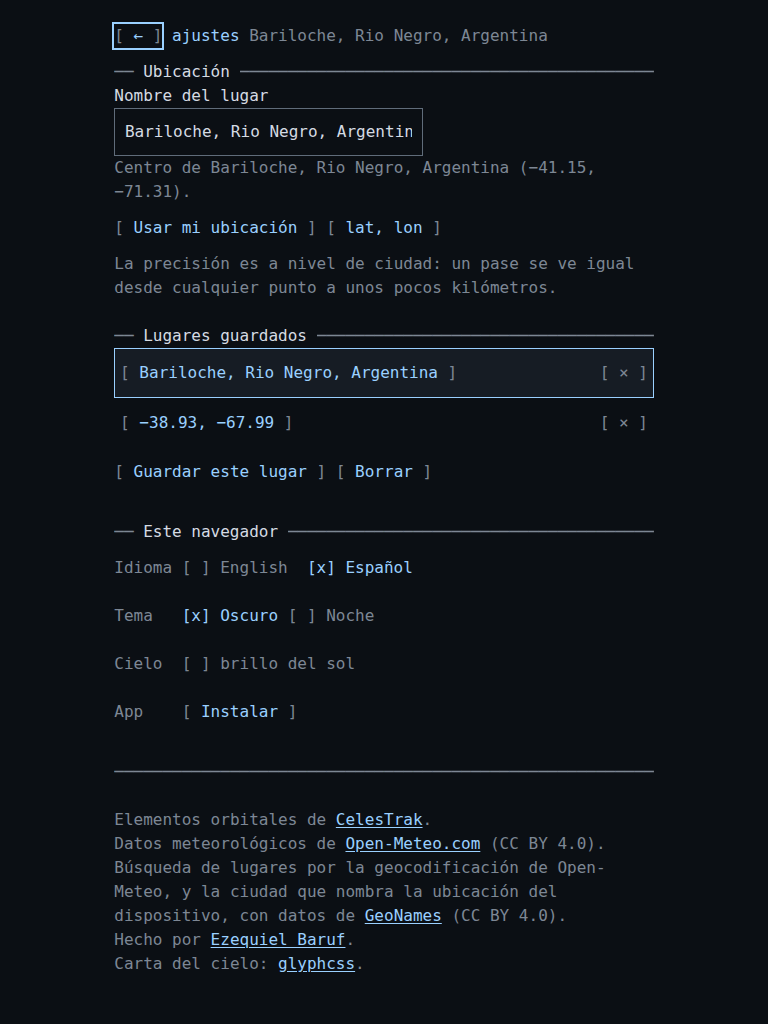 [ ← ] ajustes Bariloche, Rio Negro, Argentina
Ubicación
Nombre del lugar
Bariloche, Rio Negro, Argentin
Centro de Bariloche, Rio Negro, Argentina (−41.15,
−71.31).
[ Usar mi ubicación ] [ lat, lon ]
La precisión es a nivel de ciudad: un pase se ve igual
desde cualquier punto a unos pocos kilómetros.
Lugares guardados
[ Bariloche, Rio Negro, Argentina ] [ × ]
[ −38.93, −67.99 ] [ × ]
[ Guardar este lugar ] [ Borrar ]
Este navegador
Idioma [ ] English [x] Español
Tema [x] Oscuro [ ] Noche
Cielo [ ] brillo del sol
App [ Instalar ]
Elementos orbitales de CelesTrak.
Datos meteorológicos de Open-Meteo.com (CC BY 4.0).
Búsqueda de lugares por la geocodificación de Open-
Meteo, y la ciudad que nombra la ubicación del
dispositivo, con datos de GeoNames (CC BY 4.0).
Hecho por Ezequiel Baruf.
Carta del cielo: glyphcss.